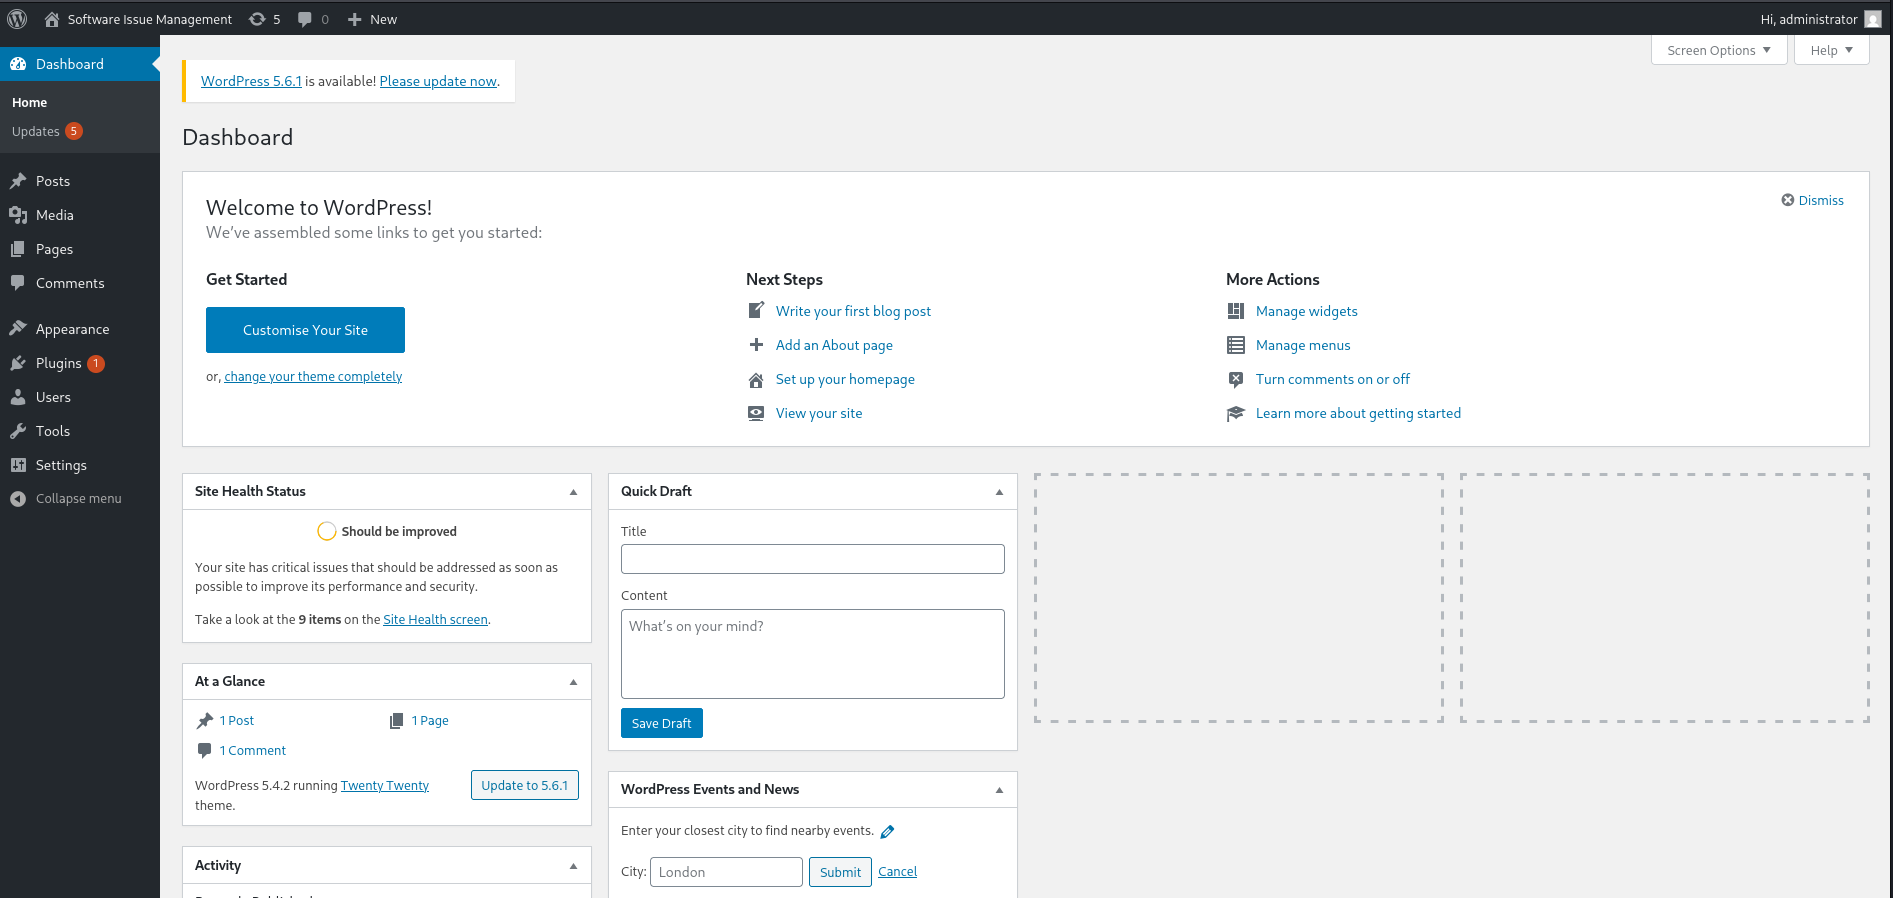 Software Issue Management 5 0 New Hi, administrator
Dashboard
Home
Updates 5
Posts
Media
Pages
Comments
Appearance
Plugins 1
Users
Tools
Settings
Collapse menu
Screen Options Help
WordPress 5.6.1 is available! Please update now.
Dashboard
Welcome to WordPress!
We've assembled some links to get you started:
Dismiss
Get Started
Customise Your Site
or, change your theme completely
Next Steps
Write your first blog post
Add an About page
Set up your homepage
View your site
More Actions
Manage widgets
Manage menus
Turn comments on or off
Learn more about getting started
Site Health Status
Should be improved
Your site has critical issues that should be addressed as soon as
possible to improve its performance and security.
Take a look at the 9 items on the Site Health screen.
At a Glance
1 Post 1 Page
1 Comment
WordPress 5.4.2 running Twenty Twenty
theme.
Update to 5.6.1
Activity
Quick Draft
Title
Content
What's on your mind?
Save Draft
WordPress Events and News
Enter your closest city to find nearby events.
City: London Submit Cancel